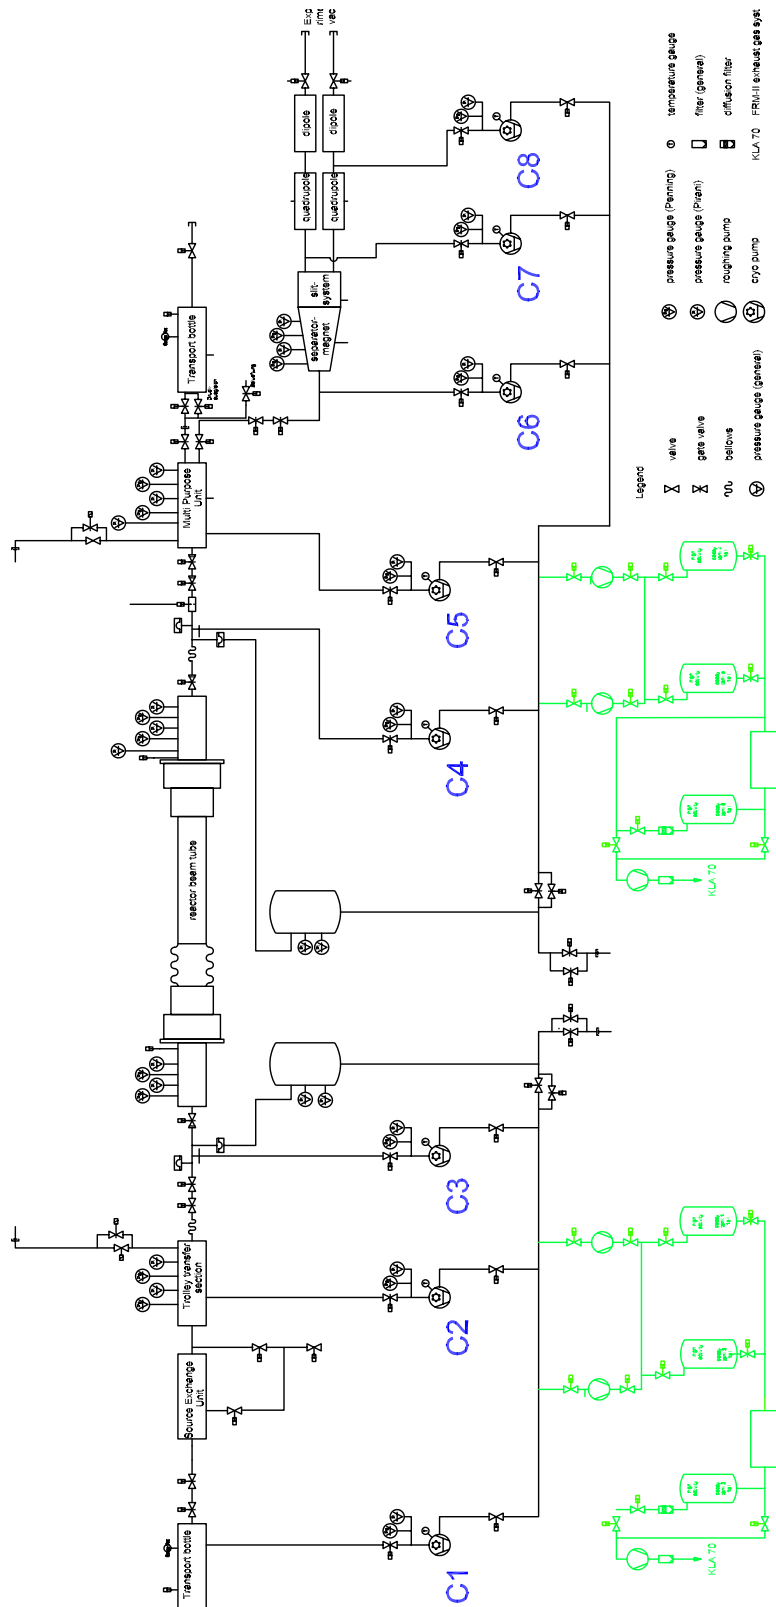 Transport bottle
Source Exchange
Unit
Trolley transfer
section
reactor beam tube
Multi Purpose
Unit
Transport bottle
separator-
magnet
slit-
system
quadrupole
quadrupole
dipole
dipole
vac
C1
C2
C3
C4
C5
C6
C7
C8
KLA 70
KLA 70
Legend
valve
gate valve
bellows
pressure gauge (general)
pressure gauge (Penning)
pressure gauge (Pirani)
roughing pump
cryo pump
temperature gauge
filter (general)
diffusion filter
KLA 70 FRM-II exhaust gas syst